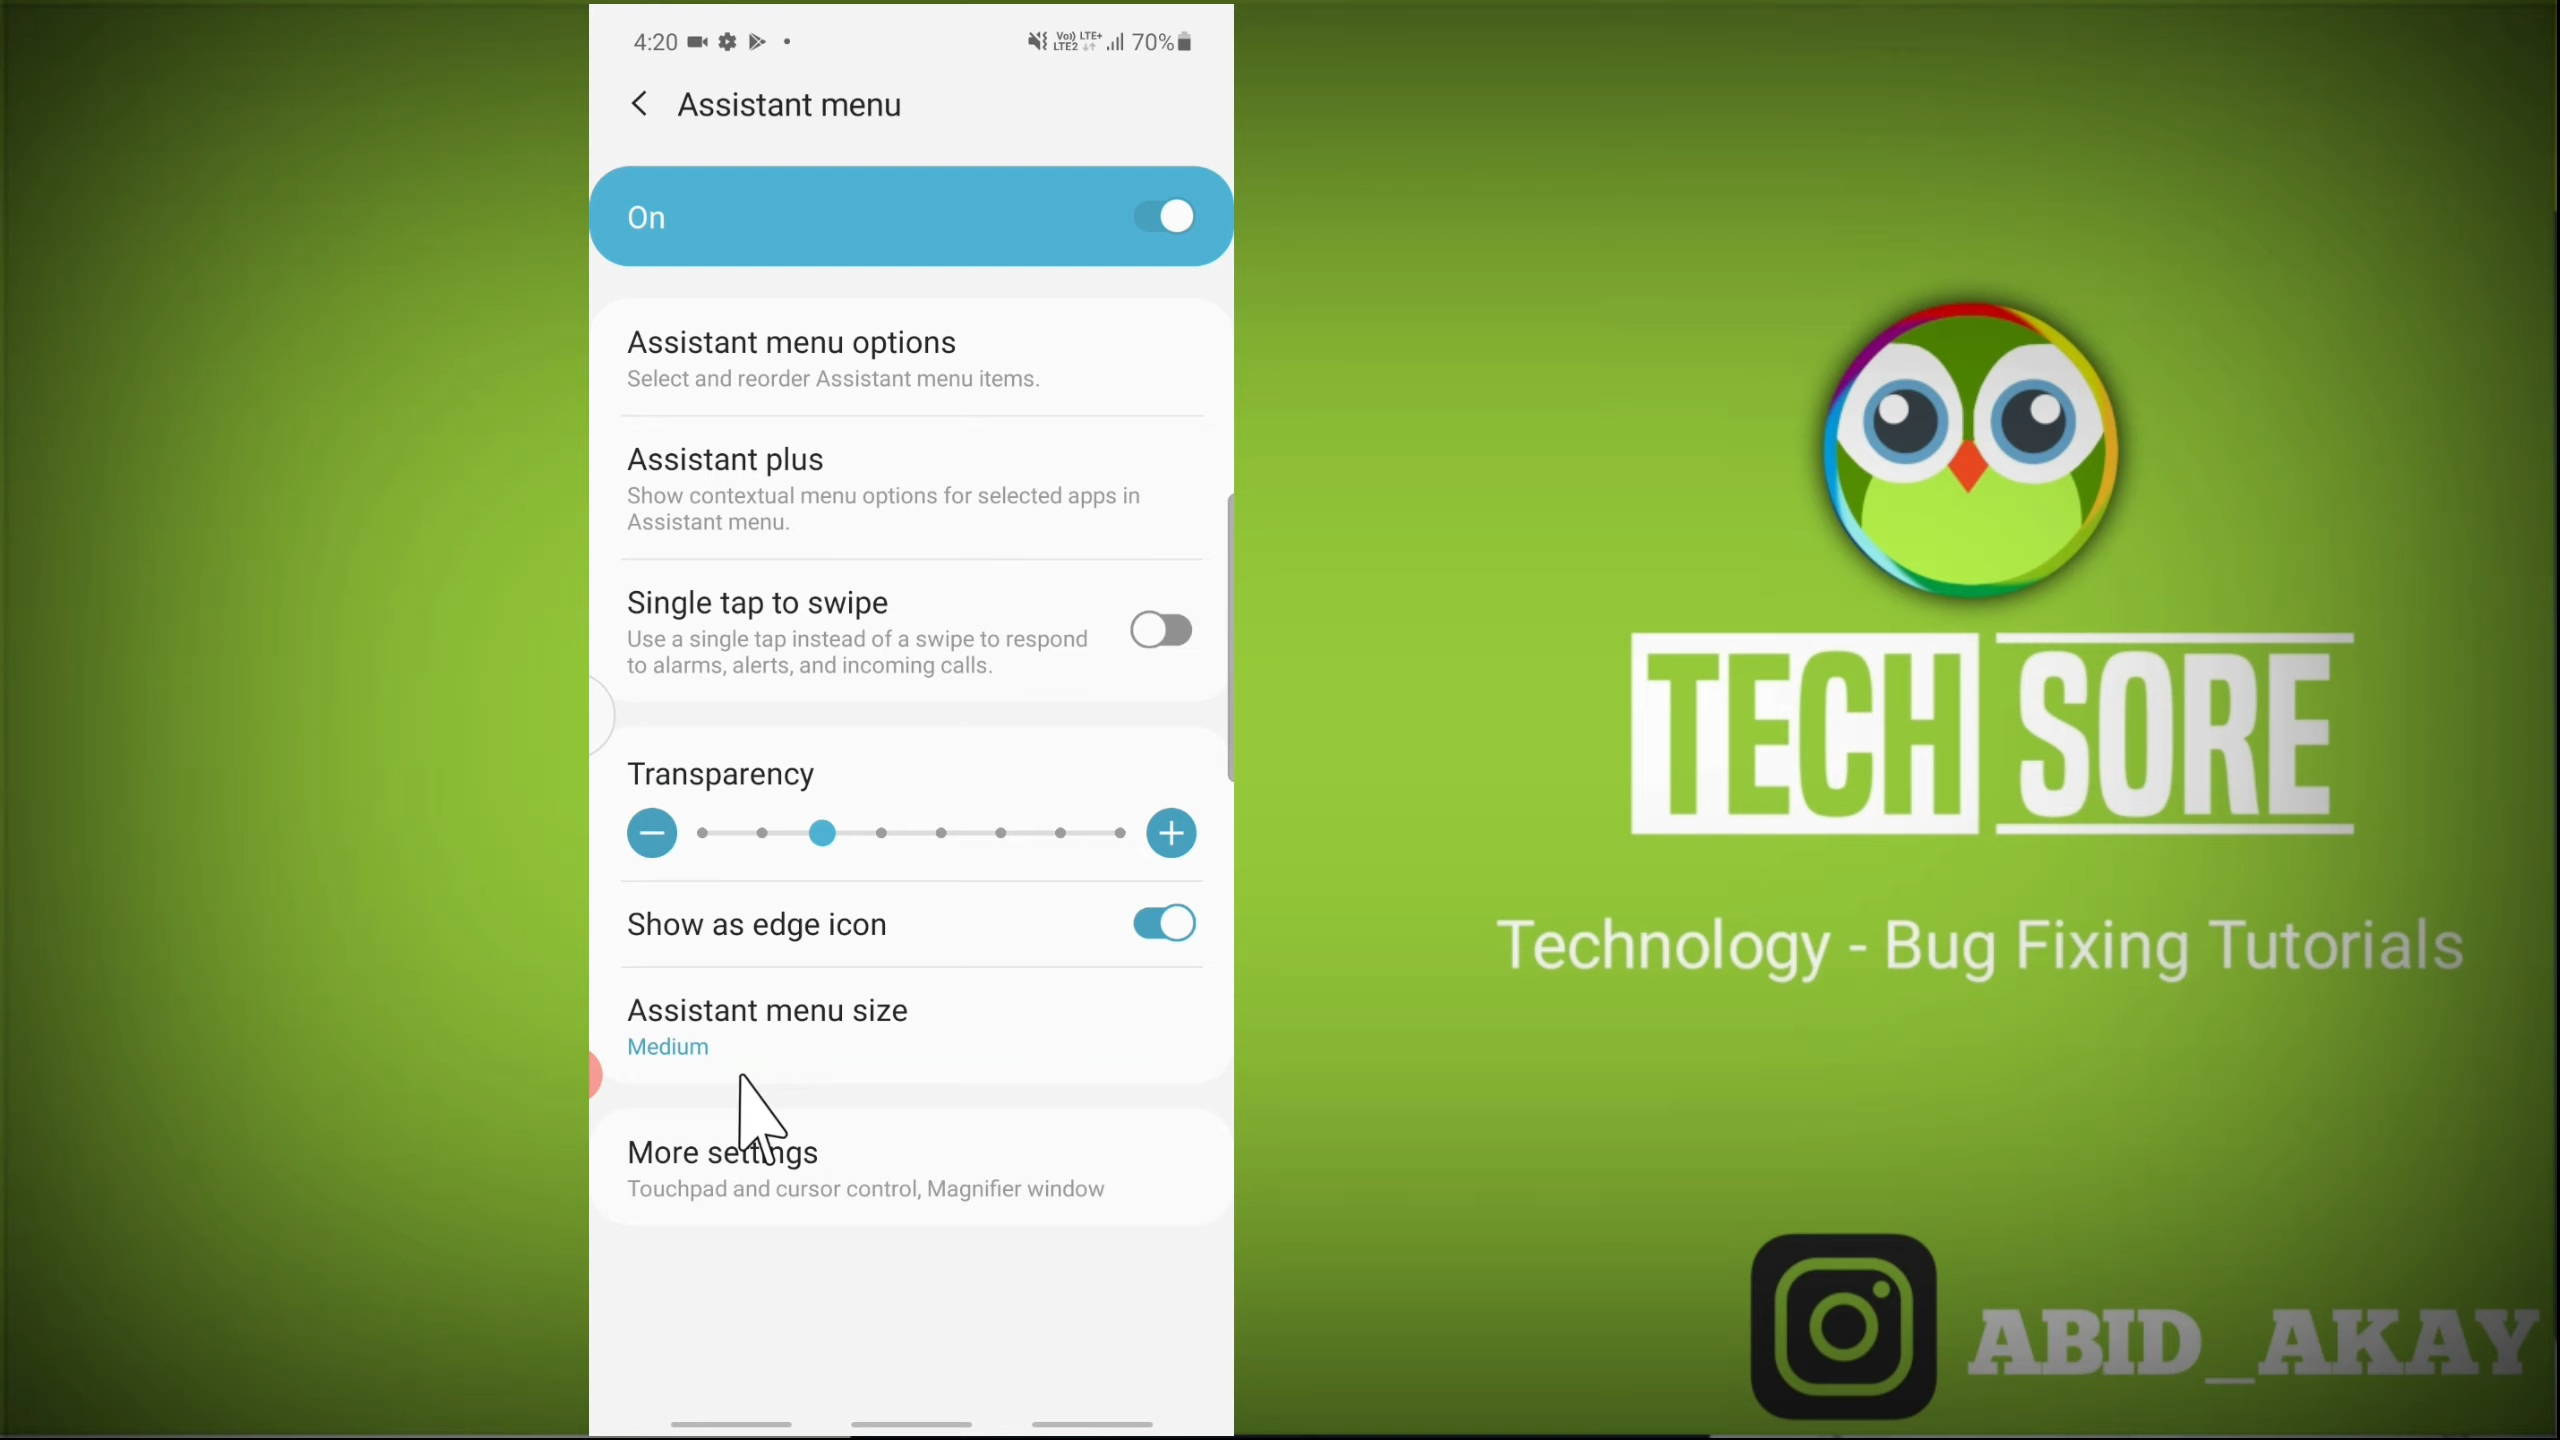 4:20
Vo) LTE+
LTE2
70%
Assistant menu
On
Assistant menu options
Select and reorder Assistant menu items.
Assistant plus
Show contextual menu options for selected apps in
Assistant menu.
Single tap to swipe
Use a single tap instead of a swipe to respond
to alarms, alerts, and incoming calls.
Transparency
Show as edge icon
Assistant menu size
Medium
More settings
Touchpad and cursor control, Magnifier window
TECH SORE
Technology - Bug Fixing Tutorials
ABID_AKAY